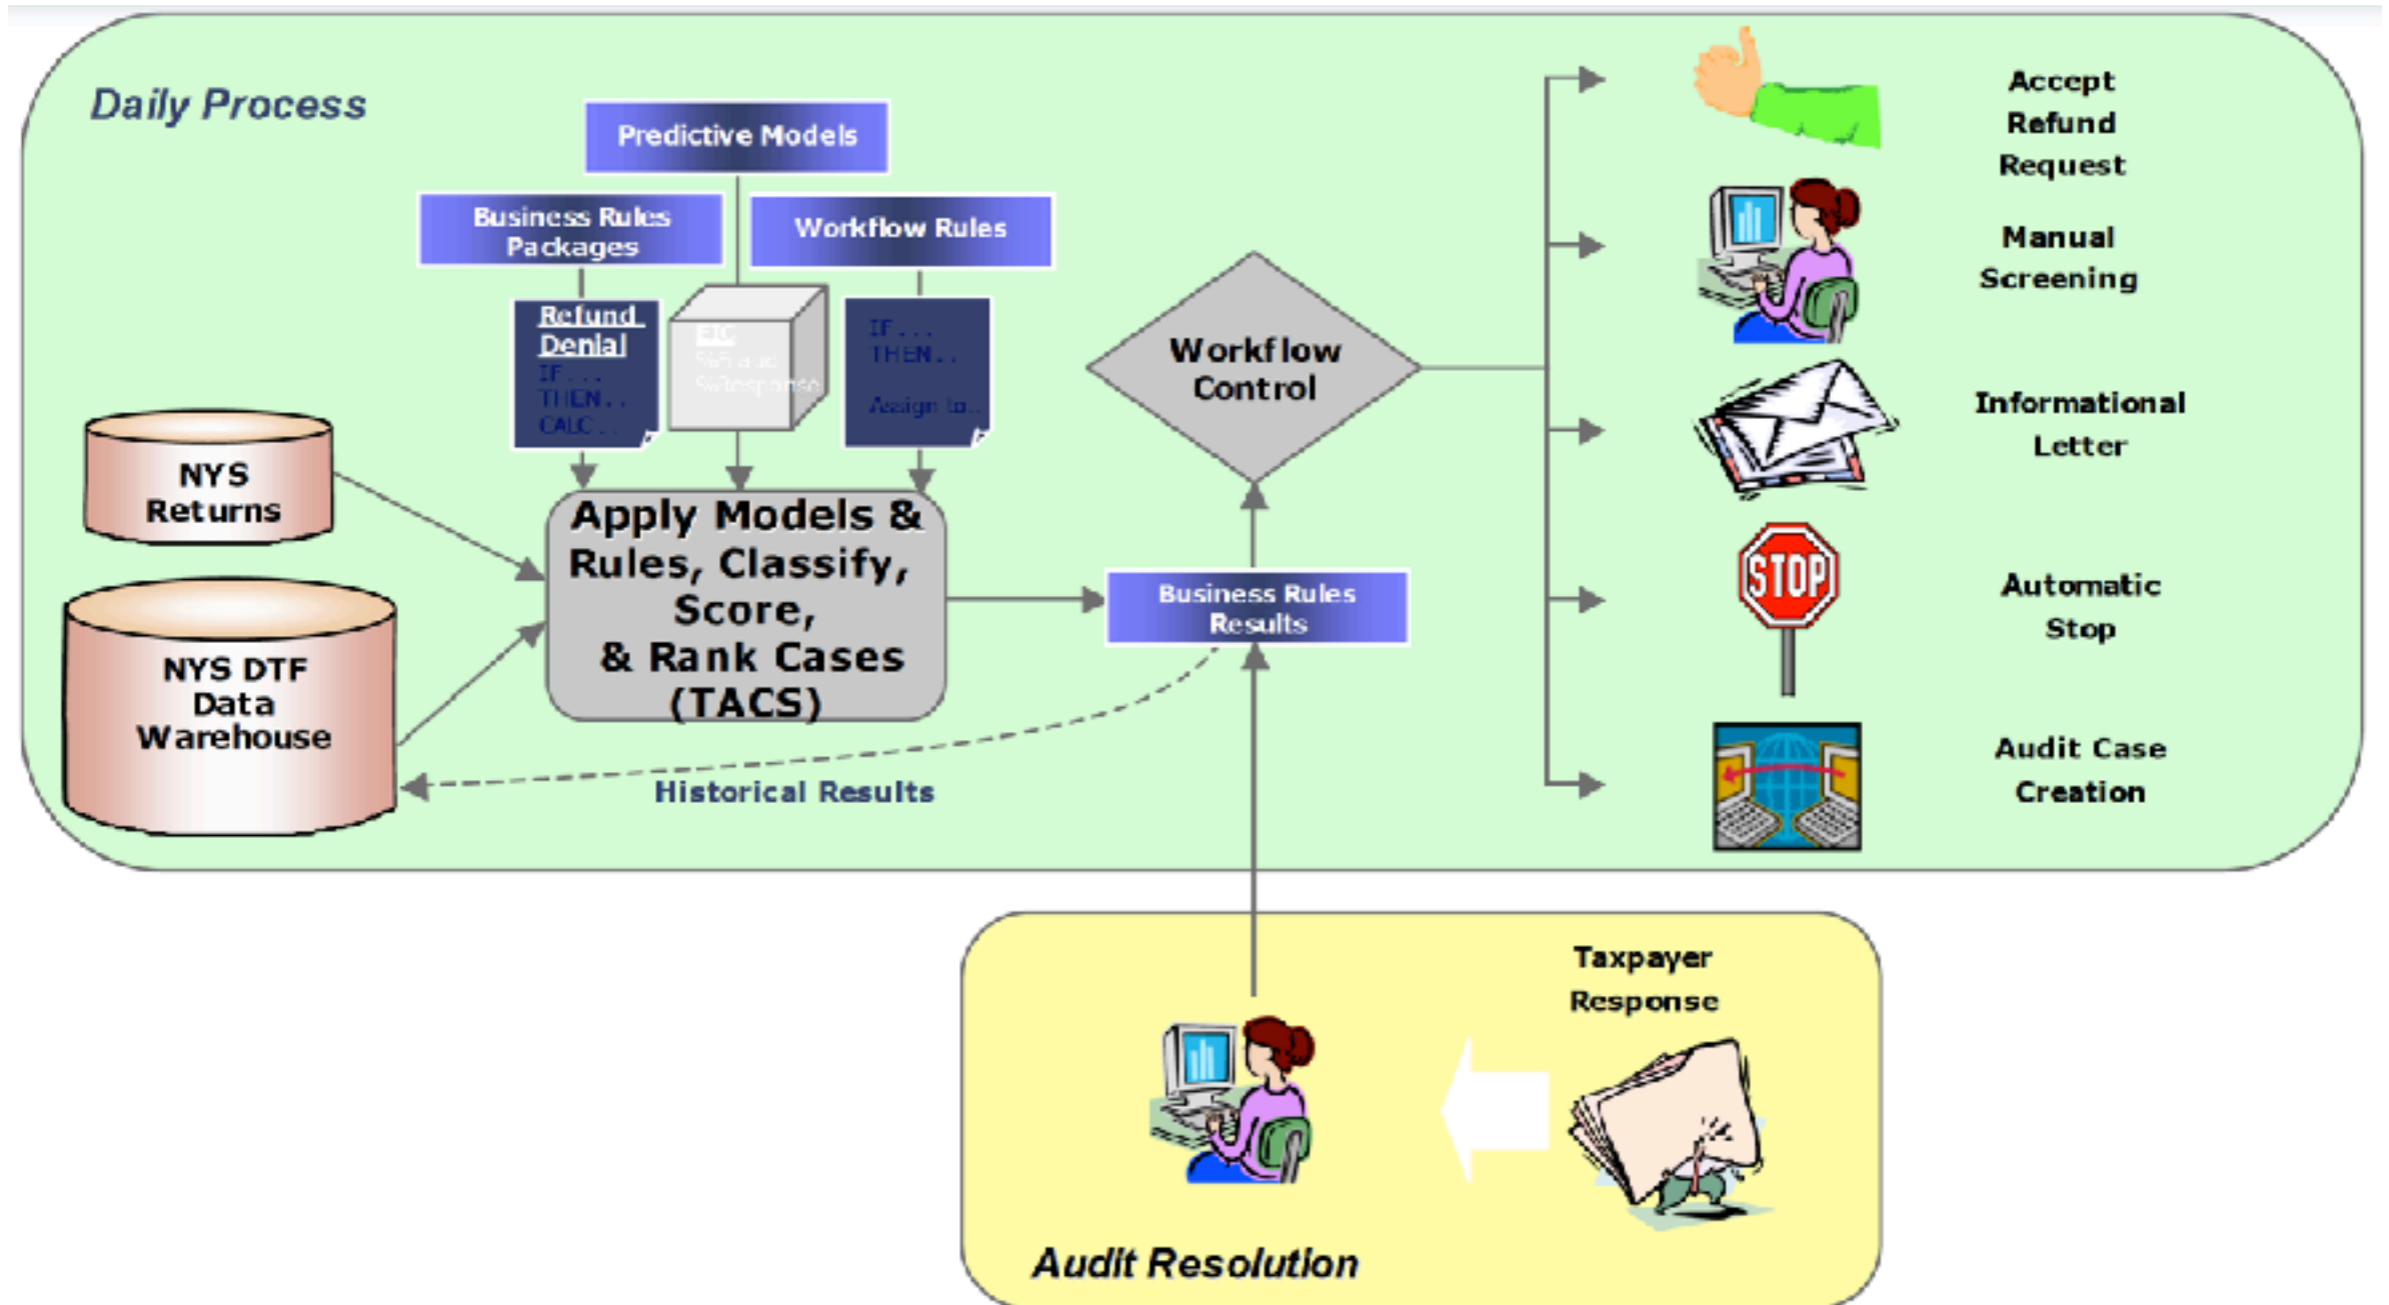 Daily Process
Predictive Models
Business Rules
Packages
Workflow Rules
Refund
Denial
IF...
THEN..
CALC...
EIC
IF...
THEN..
Assign to..
NYS
Returns
NYS DTF
Data
Warehouse
Apply Models &
Rules, Classify,
Score,
& Rank Cases
(TACS)
Historical Results
Business Rules
Results
Workflow
Control
Accept
Refund
Request
Manual
Screening
Informational
Letter
STOP
Automatic
Stop
Audit Case
Creation
Taxpayer
Response
Audit Resolution